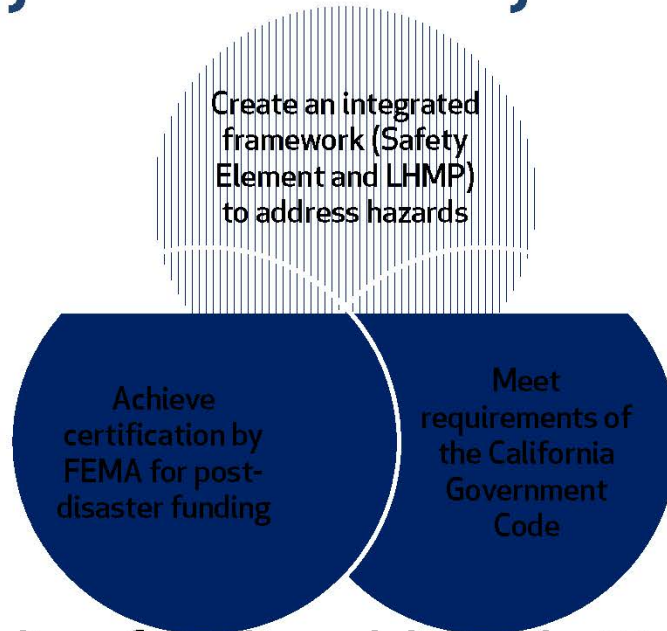 Create an integrated
framework (Safety
Element and LHMP)
to address hazards
Achieve
certification by
FEMA for post-
disaster funding
Meet
requirements of
the California
Government
Code